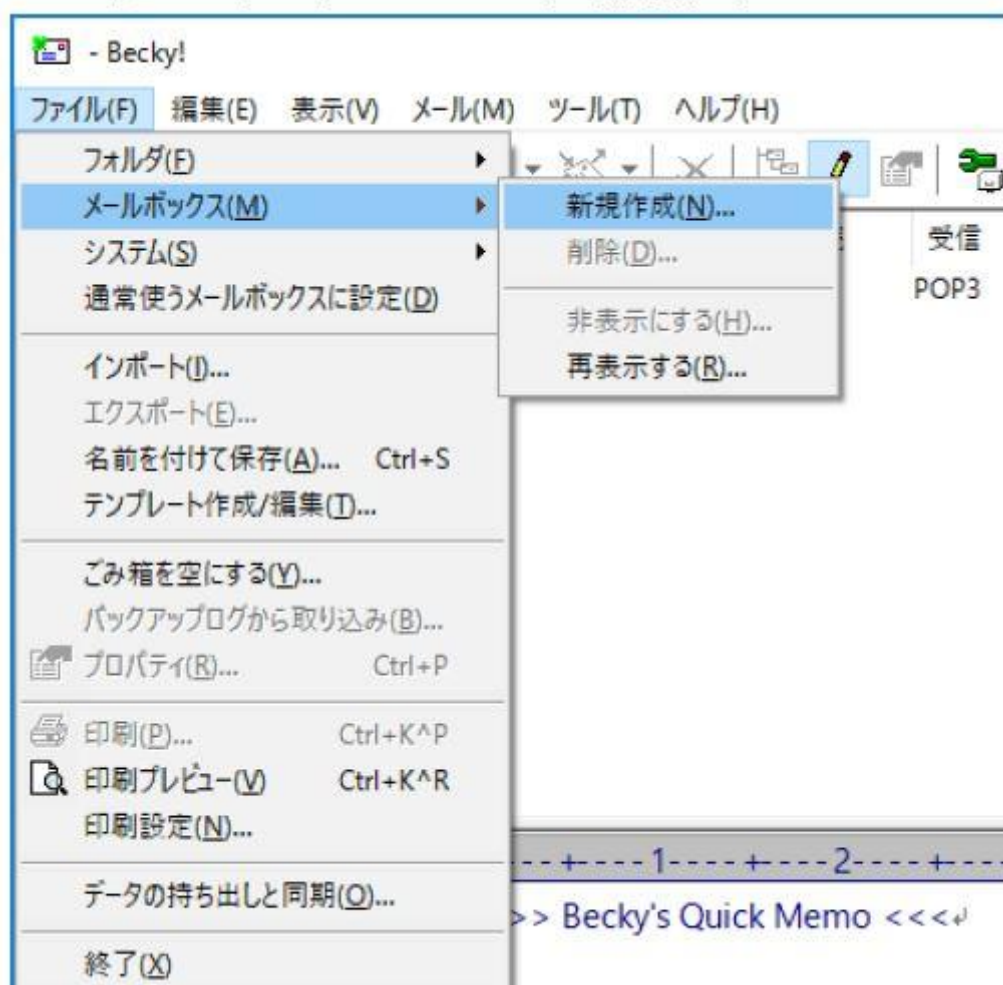 - Becky!
ファイル(F) 編集(E) 表示(V) メール(M) ツール(T) ヘルプ(H)
フォルダ(F)
メールボックス(M)
システム(S)
通常使うメールボックスに設定(D)
インポート(I)...
エクスポート(E)...
名前を付けて保存(A)... Ctrl+S
テンプレート作成/編集(T)...
ごみ箱を空にする(Y)...
バックアップログから取り込み(B)...
プロパティ(R)... Ctrl+P
印刷(P)... Ctrl+K^P
印刷プレビュー(V) Ctrl+K^R
印刷設定(N)...
データの持ち出しと同期(O)...
終了(X)
新規作成(N)...
削除(D)...
非表示にする(H)...
再表示する(R)...
受信
POP3
---+----1----+----2----+---
>> Becky's Quick Memo <<<↲